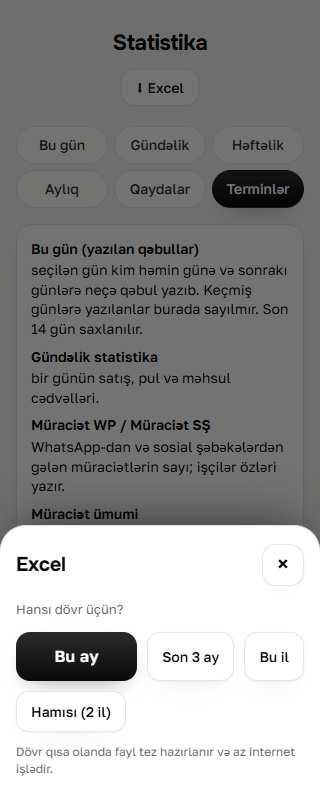 Statistika
⭳ Excel
Bu gün
Gündəlik
Həftəlik
Aylıq
Qaydalar
Terminlər
Bu gün (yazılan qəbullar)
seçilən gün kim həmin günə və sonrakı
günlərə neçə qəbul yazıb. Keçmiş
günlərə yazılanlar burada sayılmır. Son
14 gün saxlanılır.
Gündəlik statistika
bir günün satış, pul və məhsul
cədvəlləri.
Müraciət WP / Müraciət SŞ
WhatsApp-dan və sosial şəbəkələrdən
gələn müraciətlərin sayı; işçilər özləri
yazır.
Müraciət ümumi
Excel
×
Hansı dövr üçün?
Bu ay
Son 3 ay
Bu il
Hamısı (2 il)
Dövr qısa olanda fayl tez hazırlanır və az internet
işlədir.